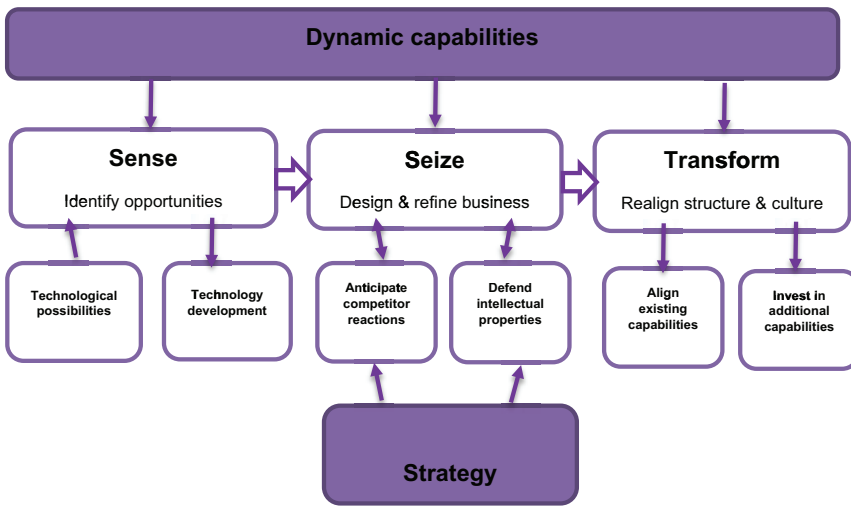 Dynamic capabilities
Sense
Identify opportunities
Seize
Design & refine business
Transform
Realign structure & culture
Technological
possibilities
Technology
development
Anticipate
competitor
reactions
Defend
intellectual
properties
Align
existing
capabilities
Invest in
additional
capabilities
Strategy